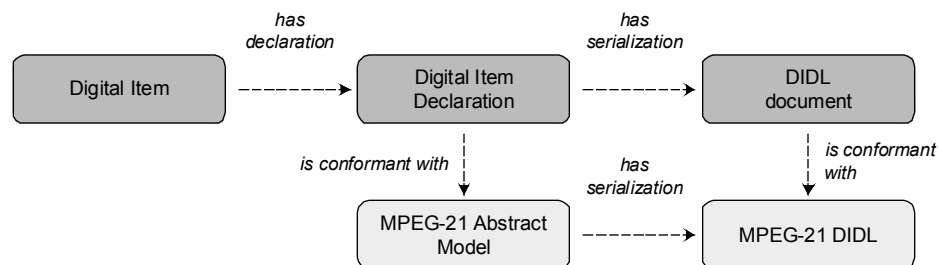 has
declaration
has
serialization
Digital Item
Digital Item
Declaration
DIDL
document
is conformant with
has
serialization
is conformant
with
MPEG-21 Abstract
Model
MPEG-21 DIDL